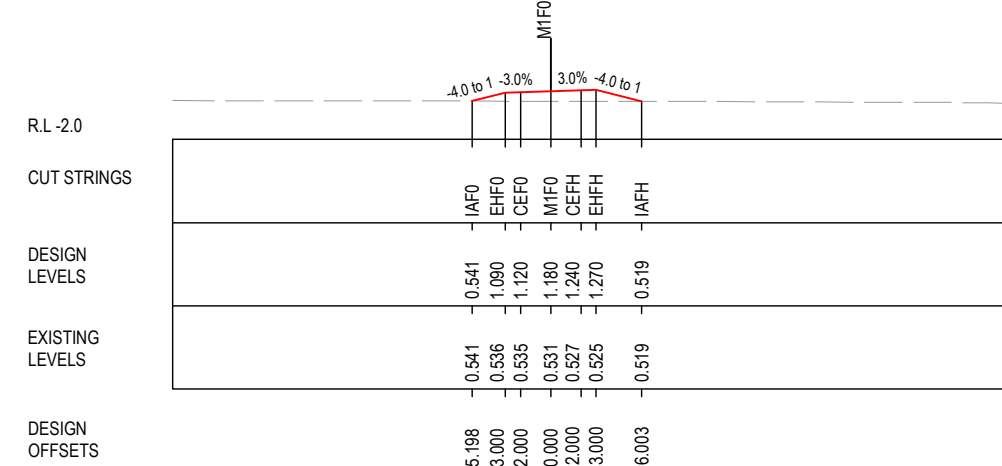 M1F0
-4.0 to 1 -3.0% 3.0% -4.0 to 1
R.L -2.0
CUT STRINGS
IAF0 EHF0 CEF0 M1F0 CEFH EHFH IAFH
DESIGN
LEVELS
0.541 1.090 1.120 1.180 1.240 1.270 0.519
EXISTING
LEVELS
0.541 0.536 0.535 0.531 0.527 0.525 0.519
DESIGN
OFFSETS
5.198 3.000 2.000 0.000 2.000 3.000 6.003